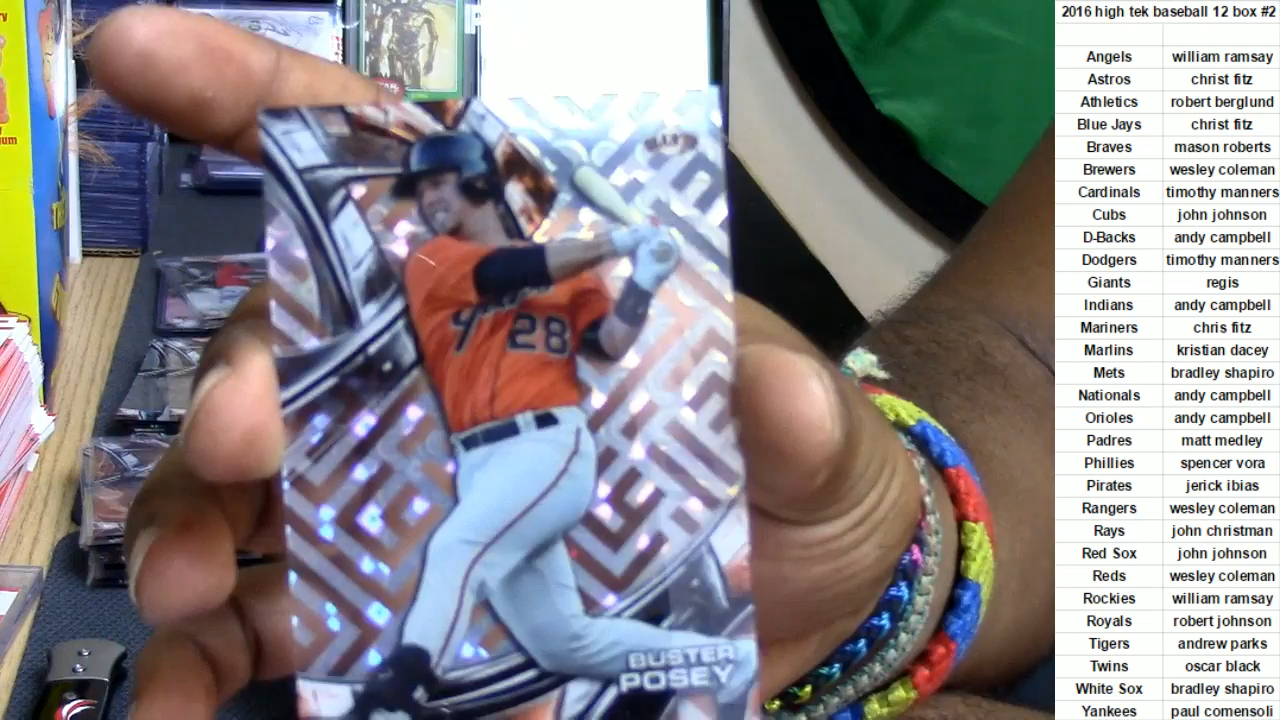 BUSTER
POSEY
28
2016 high tek baseball 12 box #2
Angels william ramsay
Astros christ fitz
Athletics robert berglund
Blue Jays christ fitz
Braves mason roberts
Brewers wesley coleman
Cardinals timothy manners
Cubs john johnson
D-Backs andy campbell
Dodgers timothy manners
Giants regis
Indians andy campbell
Mariners chris fitz
Marlins kristian dacey
Mets bradley shapiro
Nationals andy campbell
Orioles andy campbell
Padres matt medley
Phillies spencer vora
Pirates jerick ibias
Rangers wesley coleman
Rays john christman
Red Sox john johnson
Reds wesley coleman
Rockies william ramsay
Royals robert johnson
Tigers andrew parks
Twins oscar black
White Sox bradley shapiro
Yankees paul comensoli